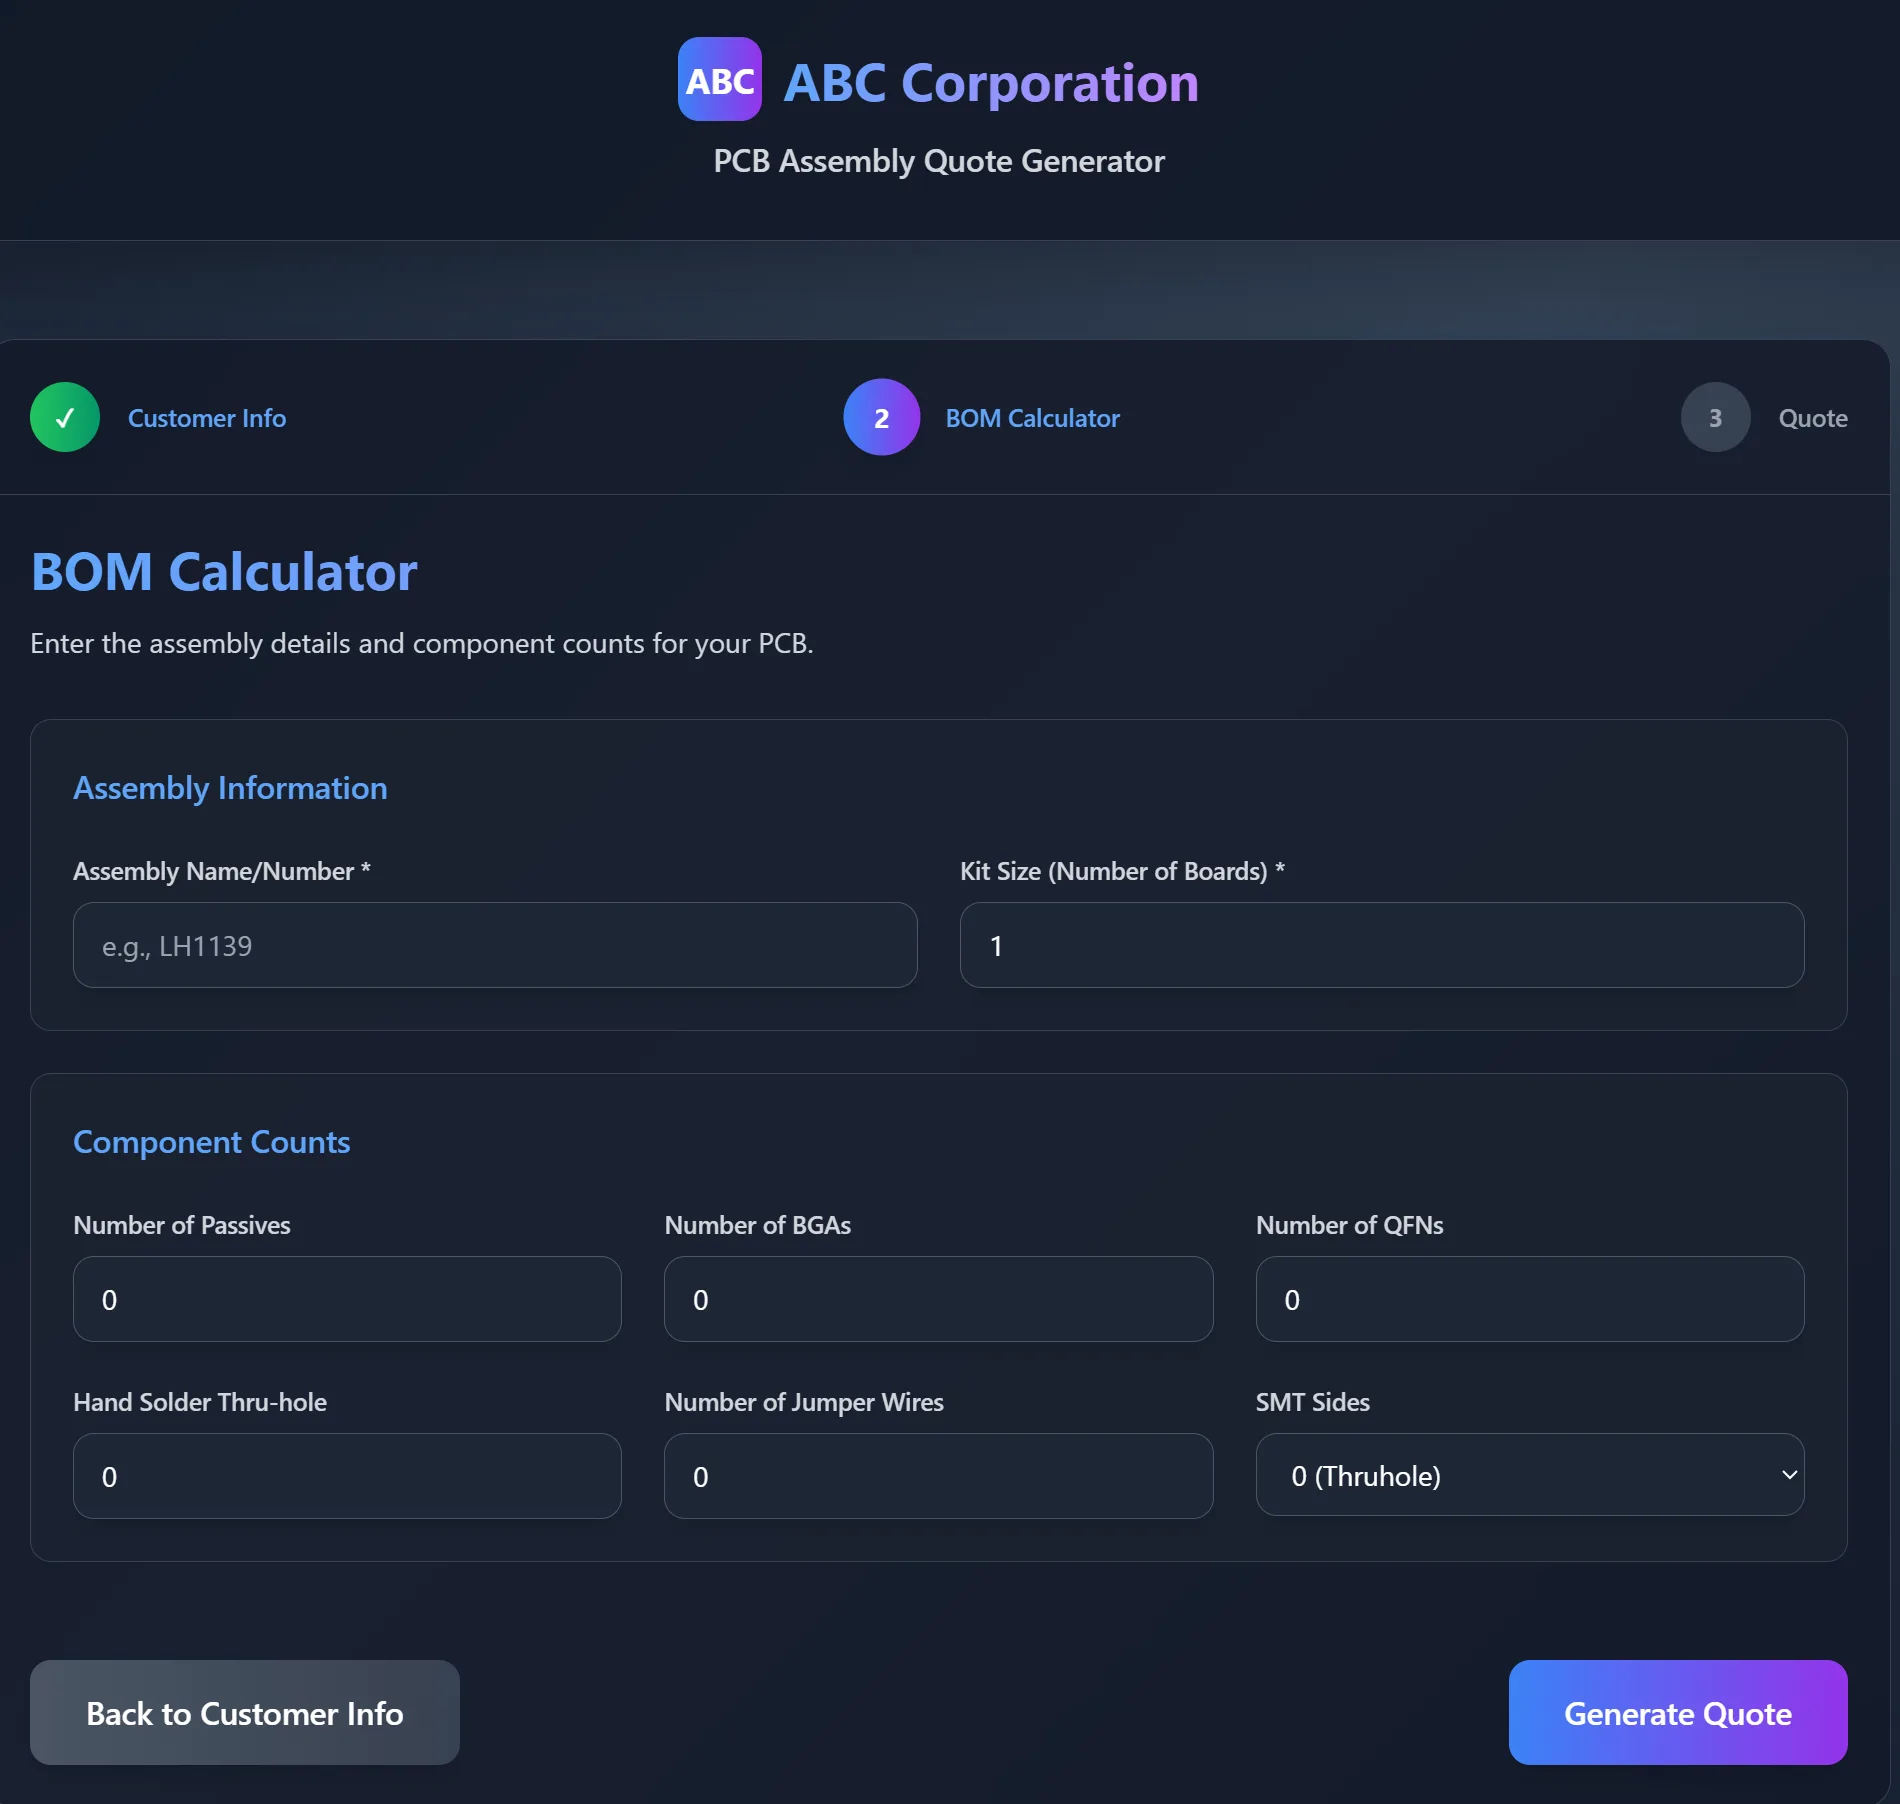 ABC ABC Corporation
PCB Assembly Quote Generator
✓ Customer Info 2 BOM Calculator 3 Quote
BOM Calculator
Enter the assembly details and component counts for your PCB.
Assembly Information
Assembly Name/Number * Kit Size (Number of Boards) *
e.g., LH1139 1
Component Counts
Number of Passives Number of BGAs Number of QFNs
0 0 0
Hand Solder Thru-hole Number of Jumper Wires SMT Sides
0 0 0 (Thruhole)
Back to Customer Info Generate Quote